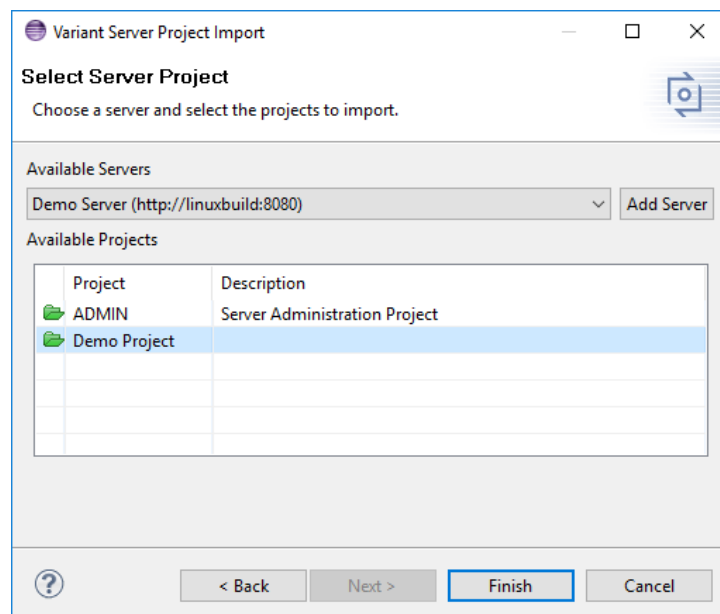 Variant Server Project Import
Select Server Project
Choose a server and select the projects to import.
Available Servers
Demo Server (http://linuxbuild:8080) Add Server
Available Projects
Project Description
ADMIN Server Administration Project
Demo Project
? < Back Next > Finish Cancel